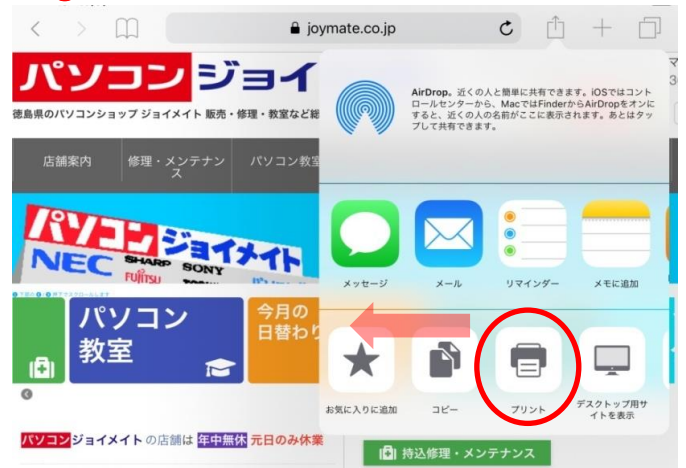 joymate.co.jp
パソコンジョイ
徳島県のパソコンショップ ジョイメイト 販売・修理・教室など総
店舗案内
修理・メンテナン
ス
パソコン教室
AirDrop。近くの人と簡単に共有できます。iOSではコント
ロールセンターから、MacではFinderからAirDropをオンに
すると、近くの人の名前がここに表示されます。あとはタッ
プして共有できます。
パソコンジョイメイト
NEC SHARP SONY
FUJITSU
メッセージ
メール
リマインダー
メモに追加
パソコン
教室
今月の
日替わり
お気に入りに追加
コピー
プリント
デスクトップ用サ
イトを表示
パソコンジョイメイト の店舗は 年中無休 元日のみ休業
持込修理・メンテナンス